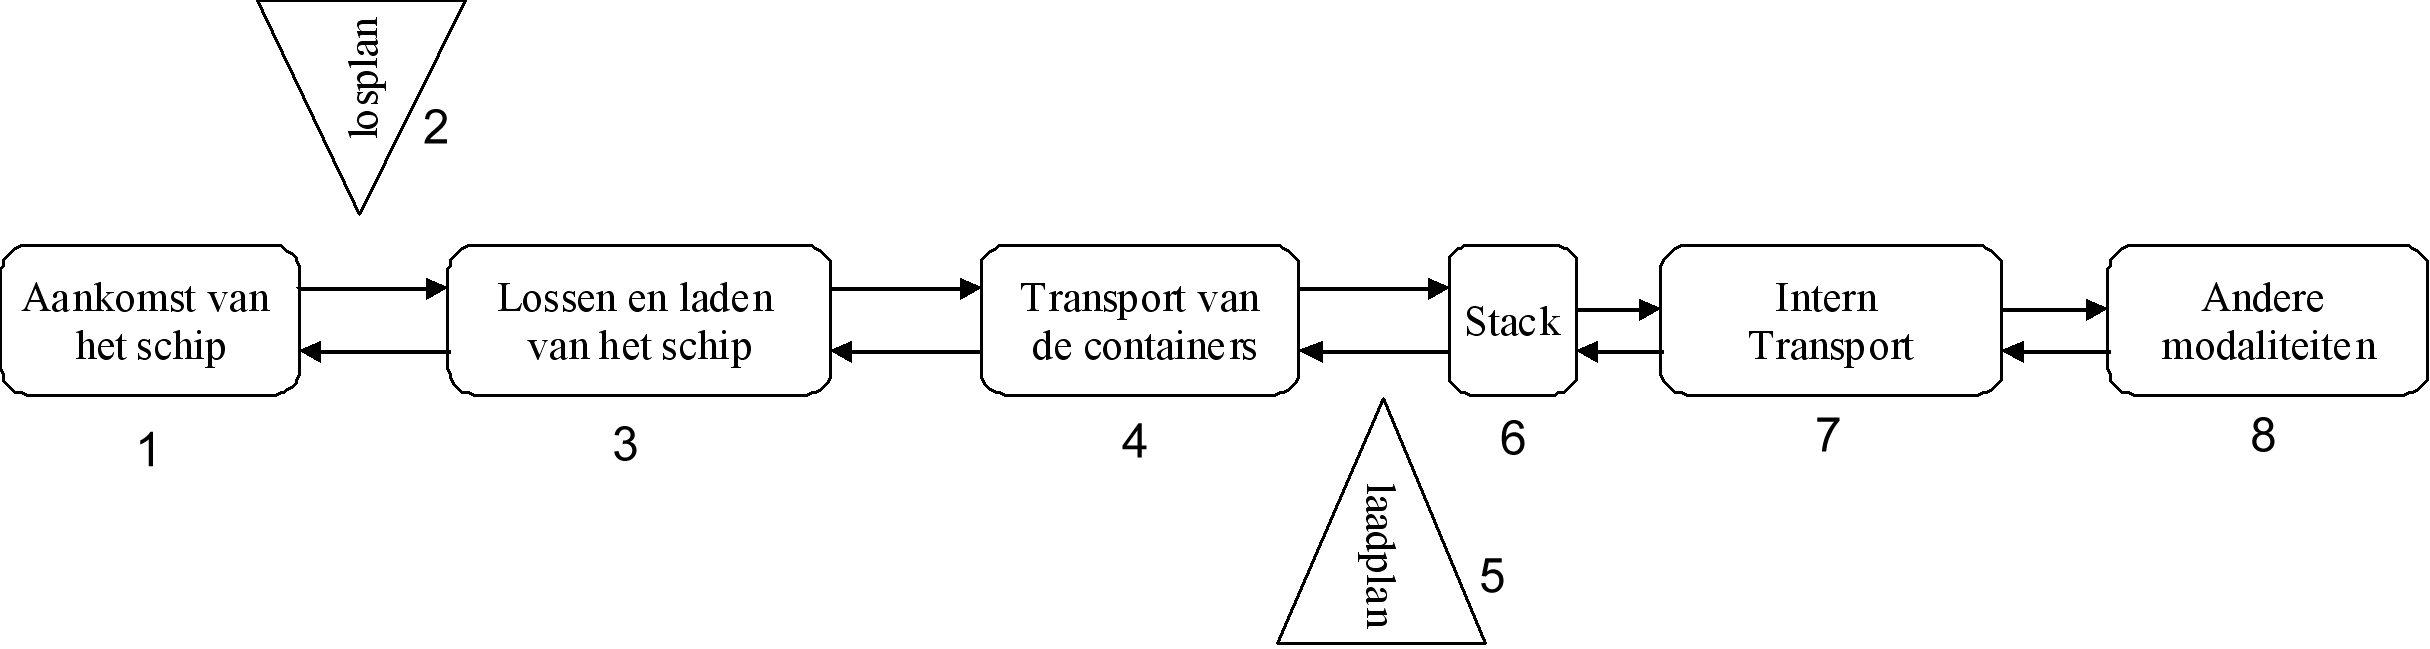 losplan
2
Aankomst van
het schip
1
Lossen en laden
van het schip
3
Transport van
de containers
4
laadplan
5
Stack
6
Intern
Transport
7
Andere
modaliteiten
8